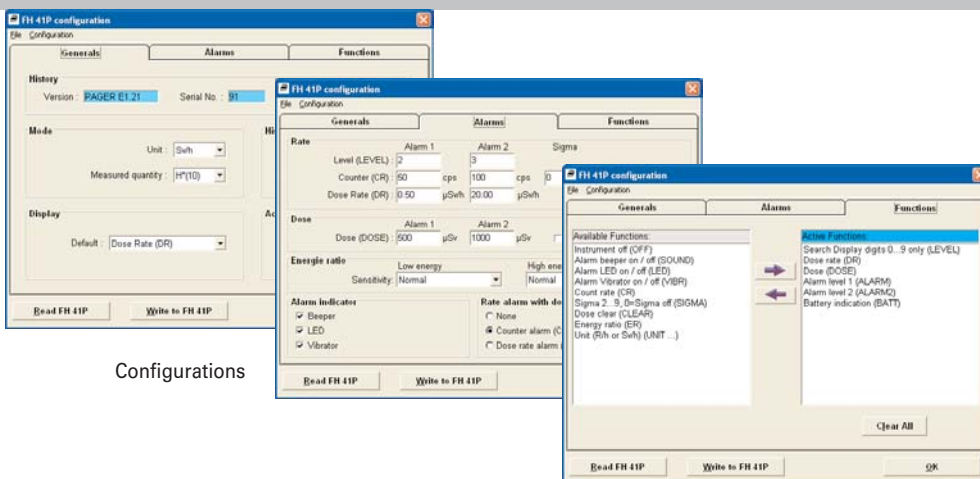 FH 41P configuration
File Configuration
Generals Alarms Functions
History
Version : PAGER E1.21 Serial No. : 91
Mode
Unit : Sv/h
Measured quantity : H*(10)
Display
Default : Dose Rate (DR)
Read FH 41P Write to FH 41P
Configurations
FH 41P configuration
File Configuration
Generals Alarms Functions
Rate
Alarm 1 Alarm 2 Sigma
Level (LEVEL) : 2 3
Counter (CR) : 50 cps 100 cps 0
Dose Rate (DR) : 0.50 µSv/h 20.00 µSv/h
Dose
Alarm 1 Alarm 2
Dose (DOSE) : 500 µSv 1000 µSv
Energie ratio
Low energy High ene
Sensitivity : Normal Normal
Alarm indicator
Beeper
LED
Vibrator
Rate alarm with do
None
Counter alarm (C
Dose rate alarm
Read FH 41P Write to FH 41P
FH 41P configuration
File Configuration
Generals Alarms Functions
Available Functions:
Instrument off (OFF)
Alarm beeper on / off (SOUND)
Alarm LED on / off (LED)
Alarm Vibrator on / off (VIBR)
Count rate (CR)
Sigma 2...9, 0=Sigma off (SIGMA)
Dose clear (CLEAR)
Energy ratio (ER)
Unit (R/h or Sv/h) (UNIT ...)
Active Functions:
Search Display digits 0...9 only (LEVEL)
Dose rate (DR)
Dose (DOSE)
Alarm level 1 (ALARM)
Alarm level 2 (ALARM2)
Battery indication (BATT)
Clear All
Read FH 41P Write to FH 41P OK